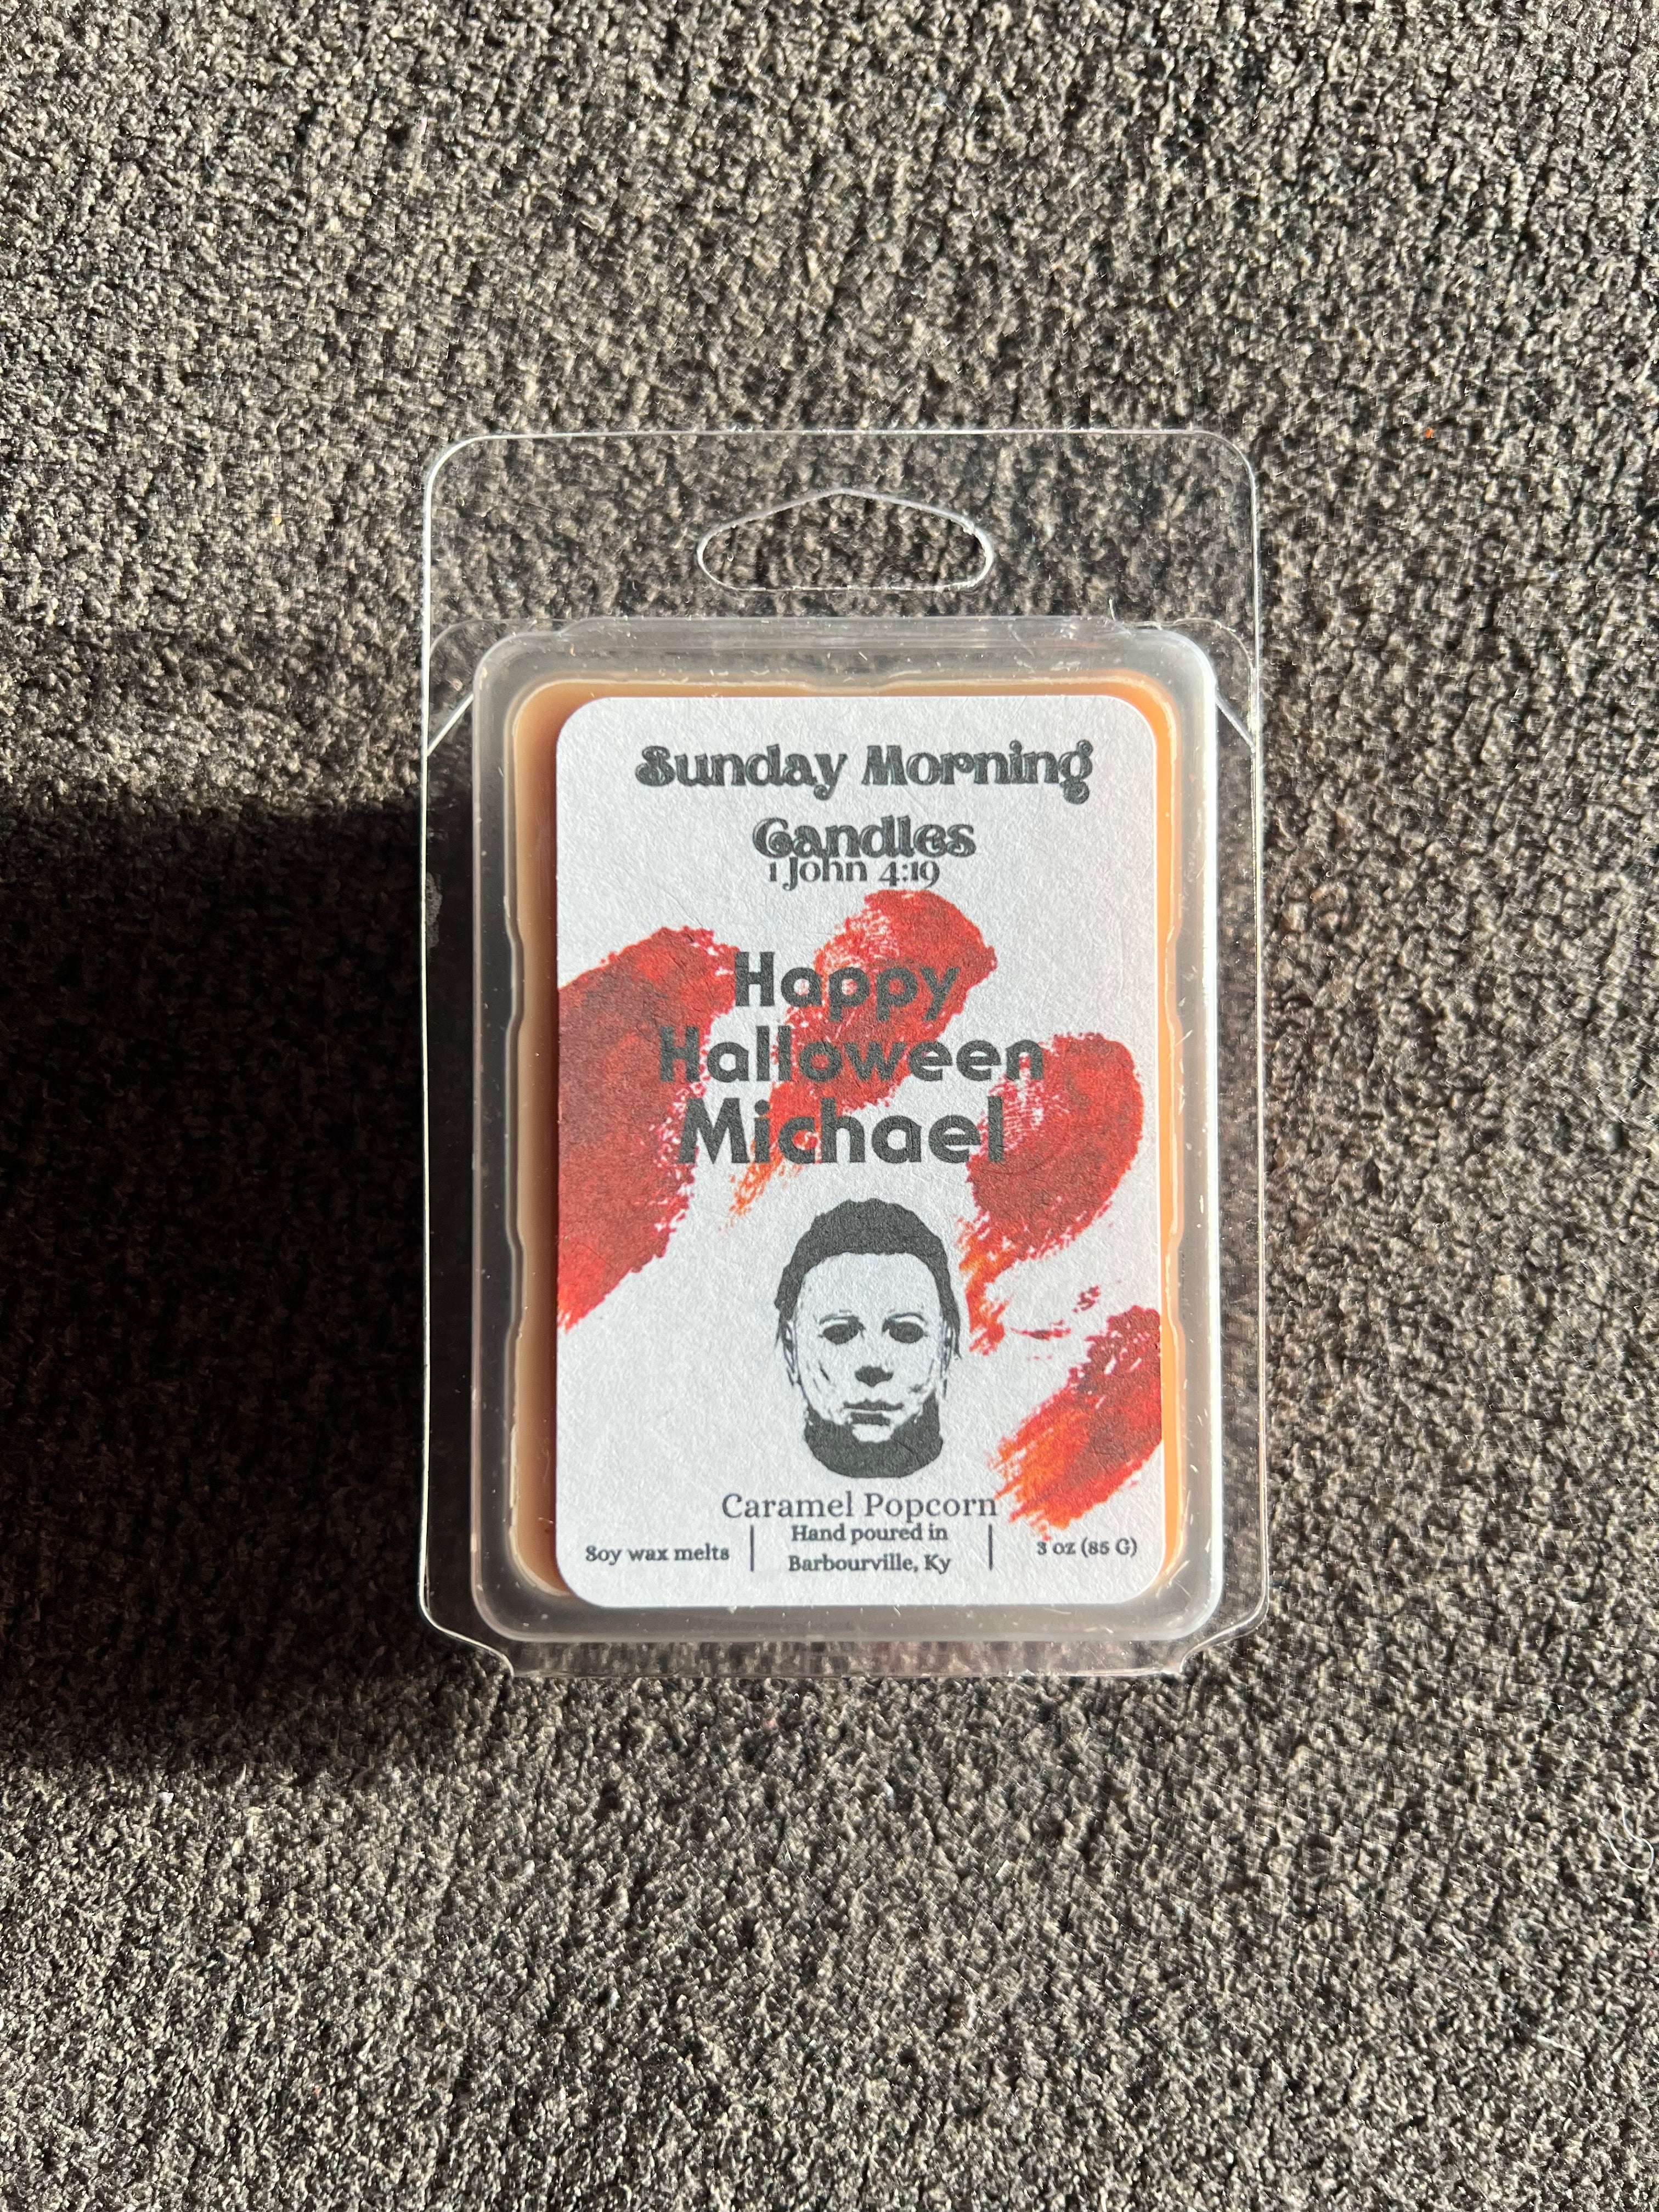 Sunday Morning
Candles
1 John 4:19
Happy
Halloween
Michael
Caramel Popcorn
Soy wax melts
Hand poured in
Barbourville, Ky
3 oz (85 G)